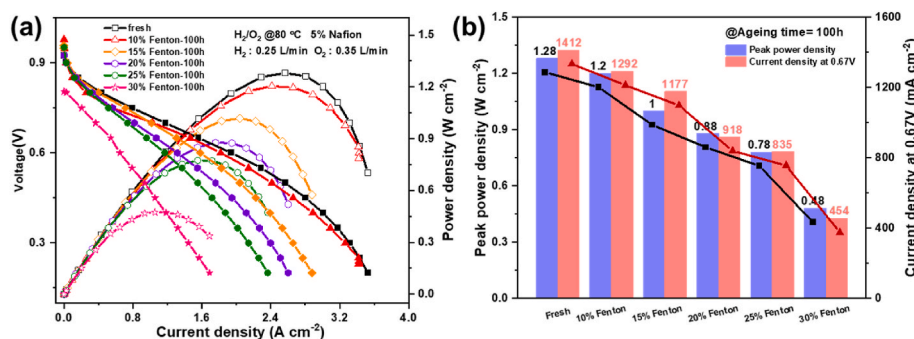 (a)
fresh
10% Fenton-100h
15% Fenton-100h
20% Fenton-100h
25% Fenton-100h
30% Fenton-100h
H₂/O₂ @80 ºC 5% Nafion
H₂ : 0.25 L/min O₂ : 0.35 L/min
Voltage(V)
0.9
0.6
0.3
0.0 0.8 1.6 2.4 3.2 4.0
Current density (A cm⁻²)
1.5
1.2
0.9
0.6
0.3
0.0
Power density (W cm⁻²)
(b)
@Ageing time= 100h
Peak power density
Current density at 0.67V
Peak power density (W cm⁻²)
1.5
1.2
0.9
0.6
0.3
0.0
1.28 1412
1.2 1292
1 1177
0.88 918
0.78 835
0.48 454
Fresh 10% Fenton 15% Fenton 20% Fenton 25% Fenton 30% Fenton
1600
1200
800
400
0
Current density at 0.67V (/mA cm⁻²)